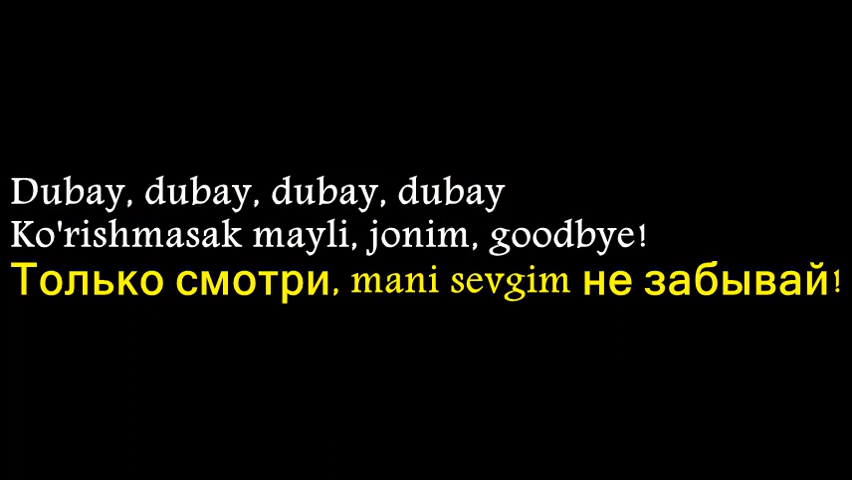 Dubay, dubay, dubay, dubay
Ko'rishmasak mayli, jonim, goodbye!
Только смотри, mani sevgim не забывай!